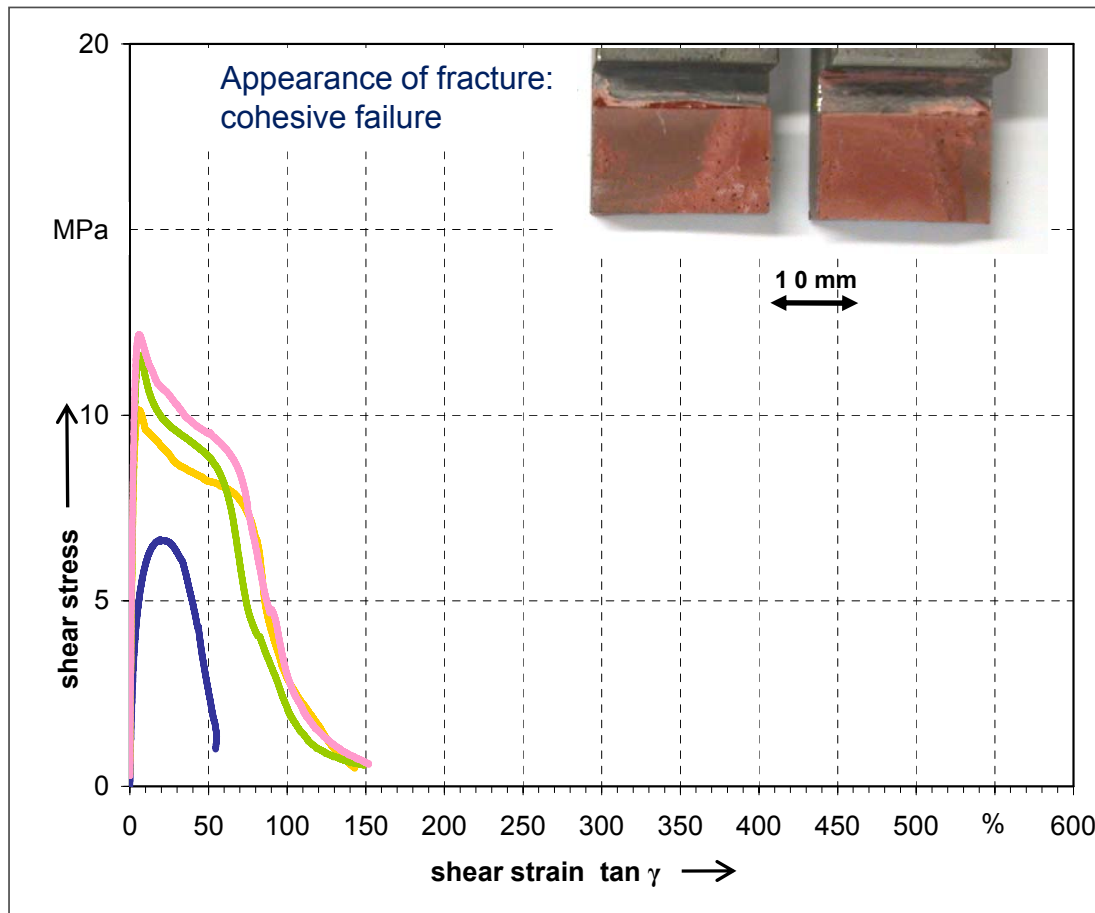 20
Appearance of fracture:
cohesive failure
MPa
1 0 mm
10
5
0
shear stress
0 50 100 150 200 250 300 350 400 450 500 % 600
shear strain tan γ